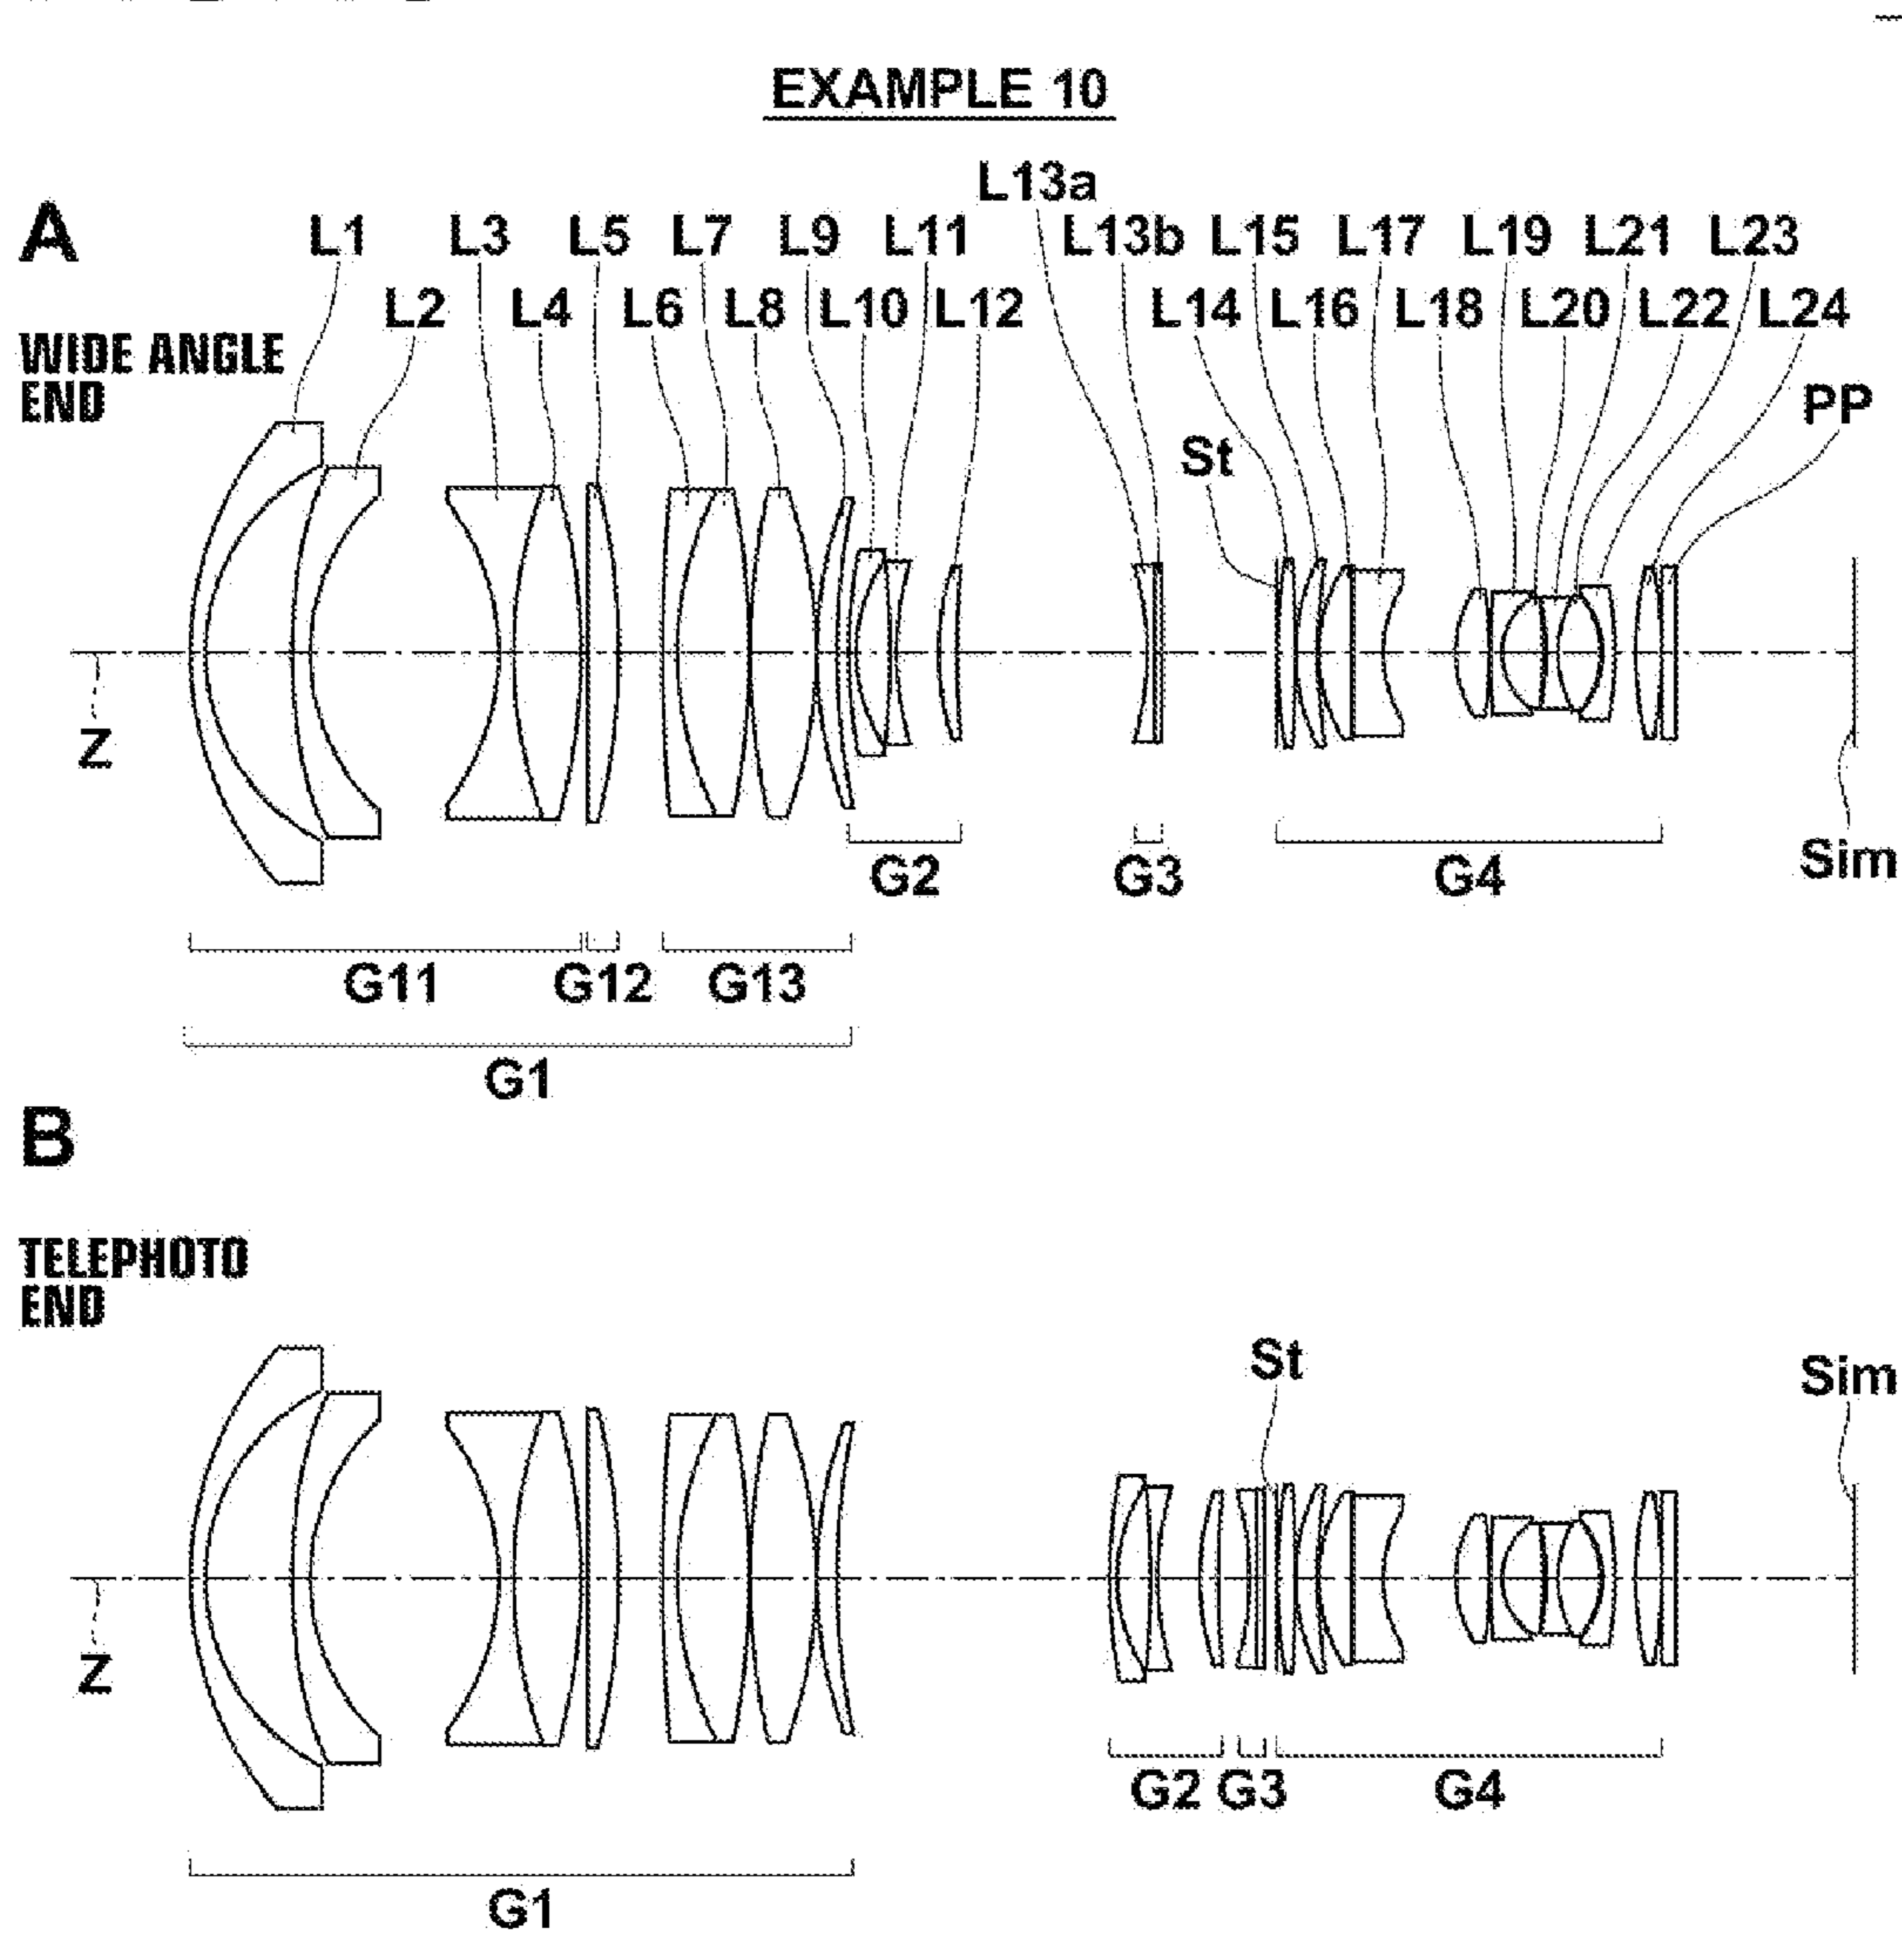 EXAMPLE 10
L13a
A
L1 L3 L5 L7 L9 L11 L13b L15 L17 L19 L21 L23
L2 L4 L6 L8 L10 L12 L14 L16 L18 L20 L22 L24
WIDE ANGLE
END
PP
St
Z
Sim
G2 G3 G4
G11 G12 G13
G1
B
TELEPHOTO
END
St
Sim
Z
G2 G3 G4
G1